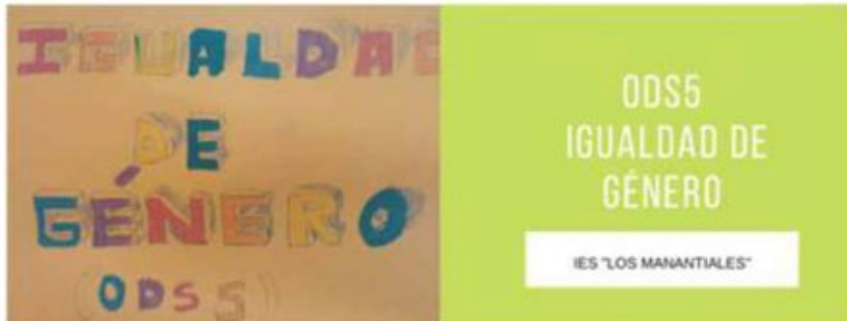 IGUALDAD
DE
GÉNERO
(ODS5)
ODS5
IGUALDAD DE
GÉNERO
IES "LOS MANANTIALES"